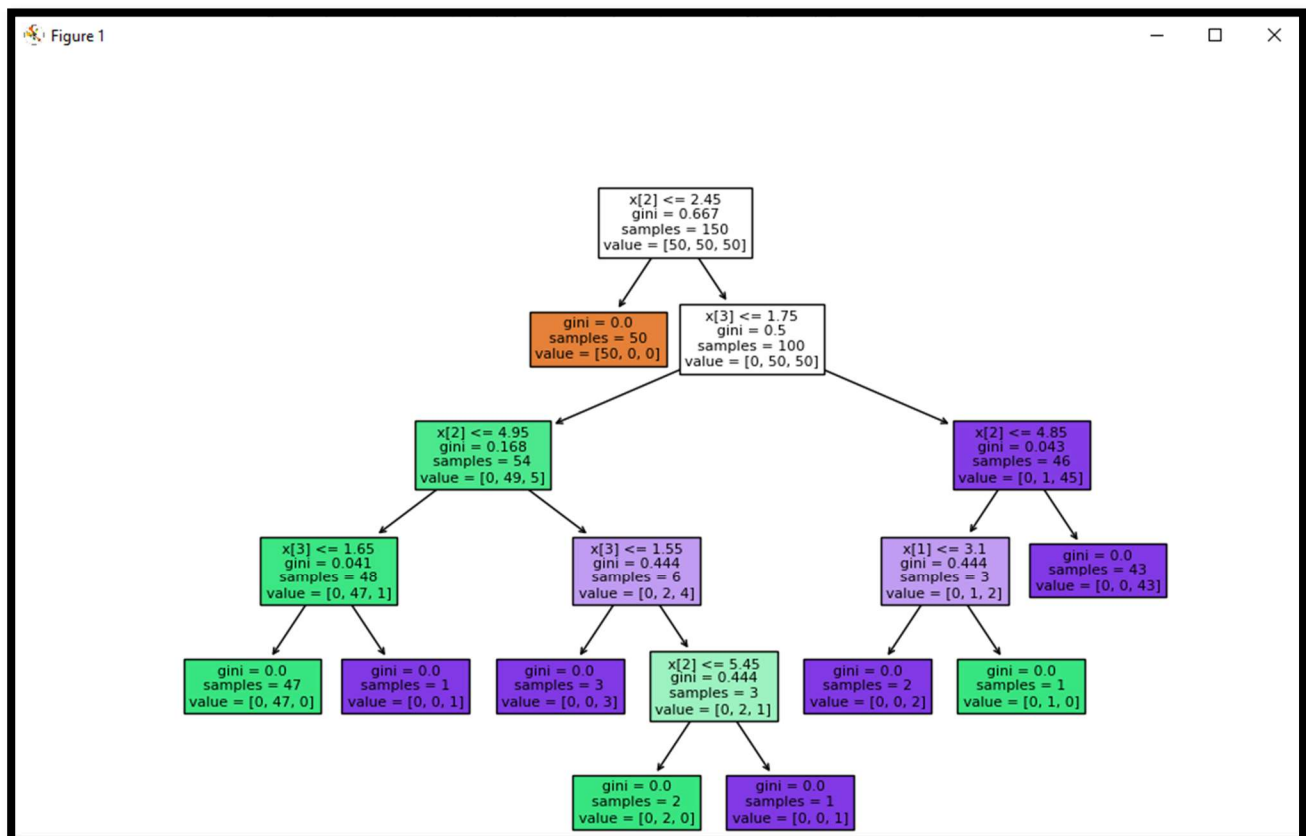 Figure 1
x[2] <= 2.45
gini = 0.667
samples = 150
value = [50, 50, 50]
gini = 0.0
samples = 50
value = [50, 0, 0]
x[3] <= 1.75
gini = 0.5
samples = 100
value = [0, 50, 50]
x[2] <= 4.95
gini = 0.168
samples = 54
value = [0, 49, 5]
x[2] <= 4.85
gini = 0.043
samples = 46
value = [0, 1, 45]
x[3] <= 1.65
gini = 0.041
samples = 48
value = [0, 47, 1]
x[3] <= 1.55
gini = 0.444
samples = 6
value = [0, 2, 4]
x[1] <= 3.1
gini = 0.444
samples = 3
value = [0, 1, 2]
gini = 0.0
samples = 43
value = [0, 0, 43]
gini = 0.0
samples = 47
value = [0, 47, 0]
gini = 0.0
samples = 1
value = [0, 0, 1]
gini = 0.0
samples = 3
value = [0, 0, 3]
x[2] <= 5.45
gini = 0.444
samples = 3
value = [0, 2, 1]
gini = 0.0
samples = 2
value = [0, 0, 2]
gini = 0.0
samples = 1
value = [0, 1, 0]
gini = 0.0
samples = 2
value = [0, 2, 0]
gini = 0.0
samples = 1
value = [0, 0, 1]